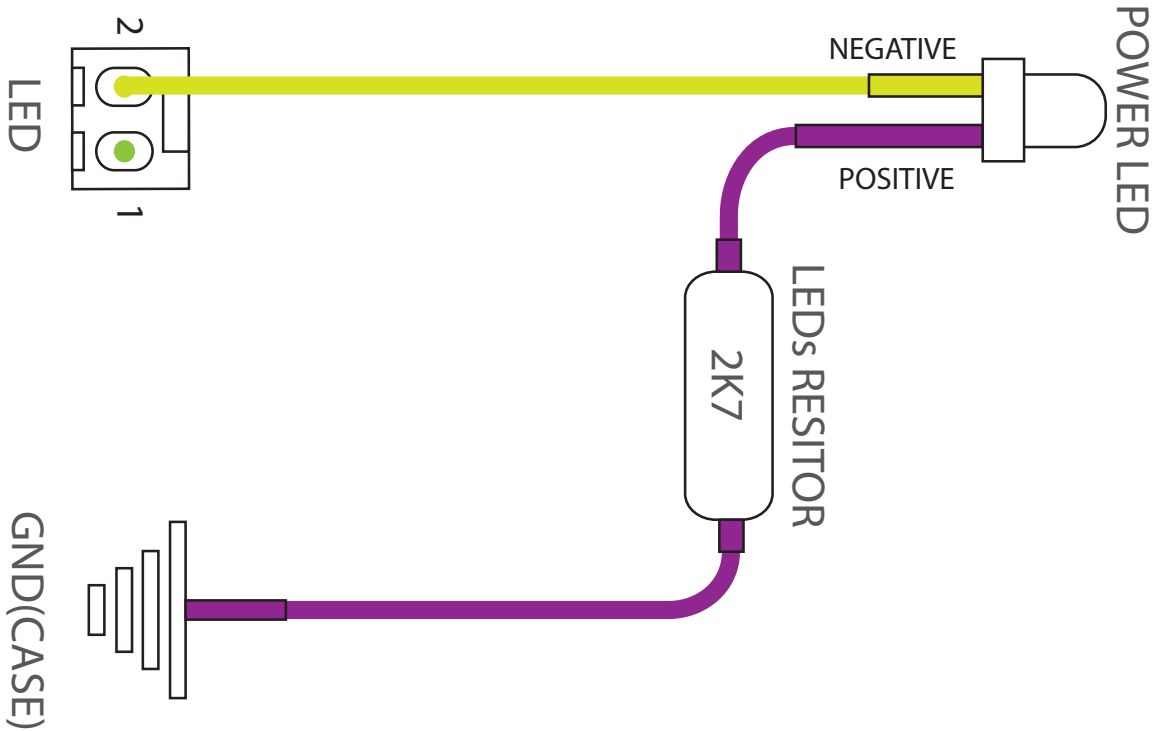 2
LED
1
NEGATIVE
POSITIVE
POWER LED
LEDs RESITOR
2K7
GND(CASE)